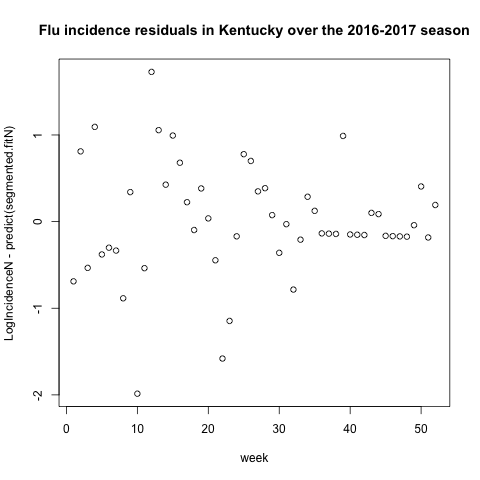 Flu incidence residuals in Kentucky over the 2016-2017 season
LogIncidenceN - predict(segmented.fitN)
1
0
-1
-2
0 10 20 30 40 50
week